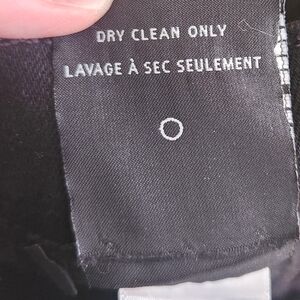 DRY CLEAN ONLY
LAVAGE À SEC SEULEMENT